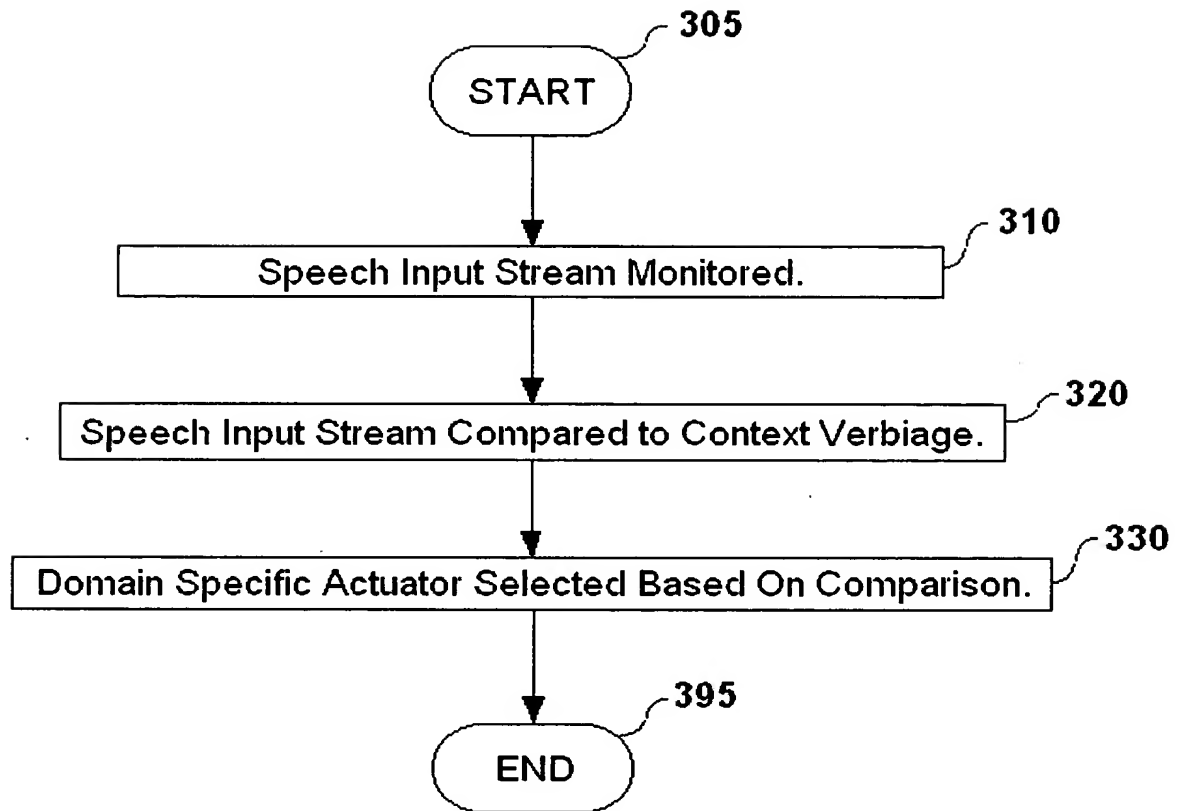 305
START
310
Speech Input Stream Monitored.
320
Speech Input Stream Compared to Context Verbiage.
330
Domain Specific Actuator Selected Based On Comparison.
395
END